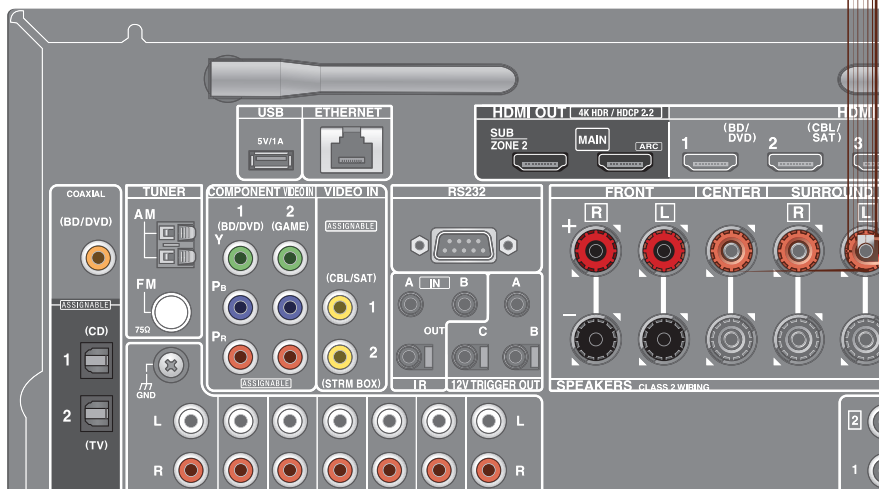 USB
5V/1A
ETHERNET
HDMI OUT 4K HDR / HDCP 2.2
SUB
ZONE 2
MAIN
ARC
HDMI
1 (BD/
DVD)
2 (CBL/
SAT)
3
COAXIAL
(BD/DVD)
ASSIGNABLE
(CD)
1
2
(TV)
TUNER
AM
FM
75Ω
GND
COMPONENT VIDEO IN
1
(BD/DVD)
2
(GAME)
Y
PB
PR
ASSIGNABLE
VIDEO IN
ASSIGNABLE
(CBL/SAT)
1
2
(STRM BOX)
RS232
A IN B
OUT
IR
A
C B
12V TRIGGER OUT
FRONT
CENTER
SURROUND
R L R L
+
−
SPEAKERS CLASS 2 WIRING
L L
R R
2
1